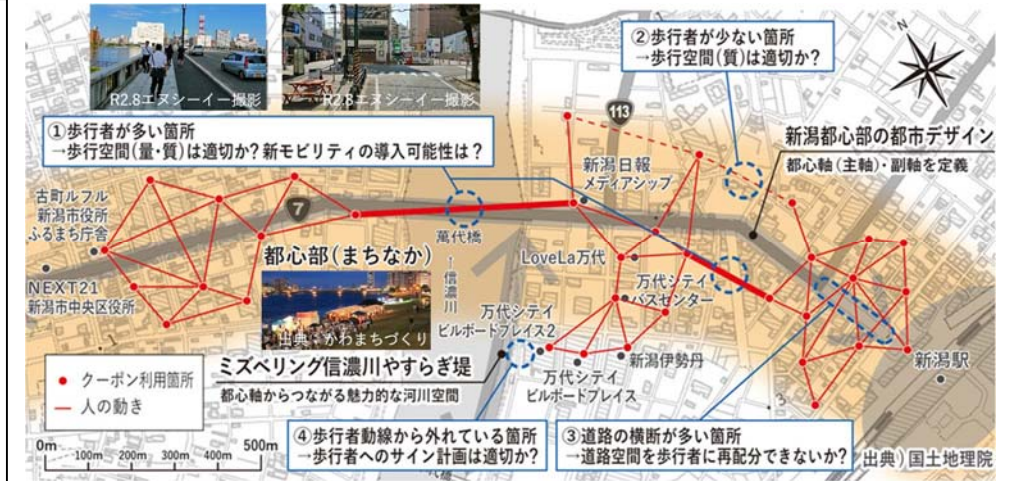 R2.8エヌシーイー撮影
R2.8エヌシーイー撮影
②歩行者が少ない箇所
→歩行空間(質)は適切か?
N
①歩行者が多い箇所
→歩行空間(量・質)は適切か?新モビリティの導入可能性は?
113
新潟都心部の都市デザイン
都心軸(主軸)・副軸を定義
新潟日報
メディアシップ
古町ルフル
新潟市役所
ふるまち庁舎
7
萬代橋
NEXT21
新潟市中央区役所
都心部(まちなか)
↑信濃川
LoveLa万代
万代シテイ
バスセンター
出典:かわまちづくり
万代シテイ
ビルボードプレイス2
新潟伊勢丹
万代シテイ
ビルボードプレイス
新潟駅
ミズベリング信濃川やすらぎ堤
都心軸からつながる魅力的な河川空間
クーポン利用箇所
人の動き
0m
100m
200m
300m
400m
500m
④歩行者動線から外れている箇所
→歩行者へのサイン計画は適切か?
③道路の横断が多い箇所
→道路空間を歩行者に再配分できないか?
出典)国土地理院